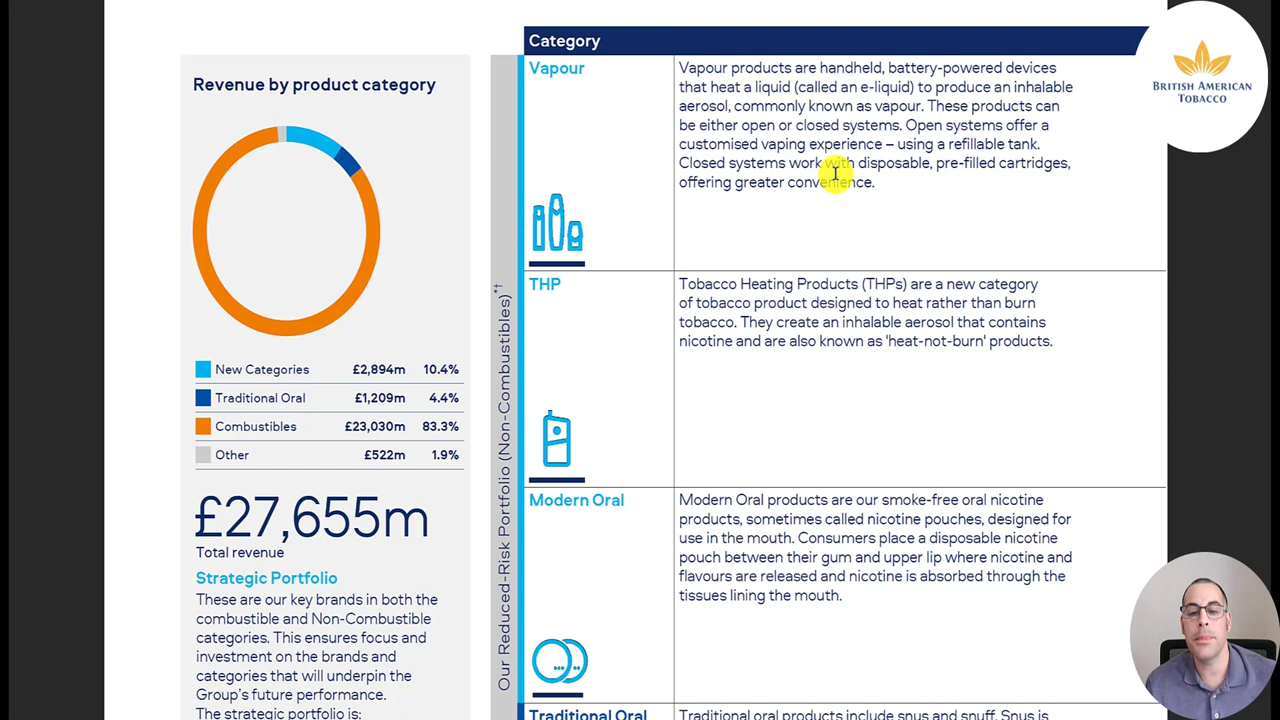 Revenue by product category
New Categories £2,894m 10.4%
Traditional Oral £1,209m 4.4%
Combustibles £23,030m 83.3%
Other £522m 1.9%
£27,655m
Total revenue
Strategic Portfolio
These are our key brands in both the
combustible and Non-Combustible
categories. This ensures focus and
investment on the brands and
categories that will underpin the
Group's future performance.
The strategic portfolio is:
Our Reduced-Risk Portfolio (Non-Combustibles)*†
Category
Vapour
Vapour products are handheld, battery-powered devices
that heat a liquid (called an e-liquid) to produce an inhalable
aerosol, commonly known as vapour. These products can
be either open or closed systems. Open systems offer a
customised vaping experience – using a refillable tank.
Closed systems work with disposable, pre-filled cartridges,
offering greater convenience.
THP
Tobacco Heating Products (THPs) are a new category
of tobacco product designed to heat rather than burn
tobacco. They create an inhalable aerosol that contains
nicotine and are also known as 'heat-not-burn' products.
Modern Oral
Modern Oral products are our smoke-free oral nicotine
products, sometimes called nicotine pouches, designed for
use in the mouth. Consumers place a disposable nicotine
pouch between their gum and upper lip where nicotine and
flavours are released and nicotine is absorbed through the
tissues lining the mouth.
Traditional Oral
Traditional oral products include snus and snuff. Snus is
BRITISH AMERICAN
TOBACCO